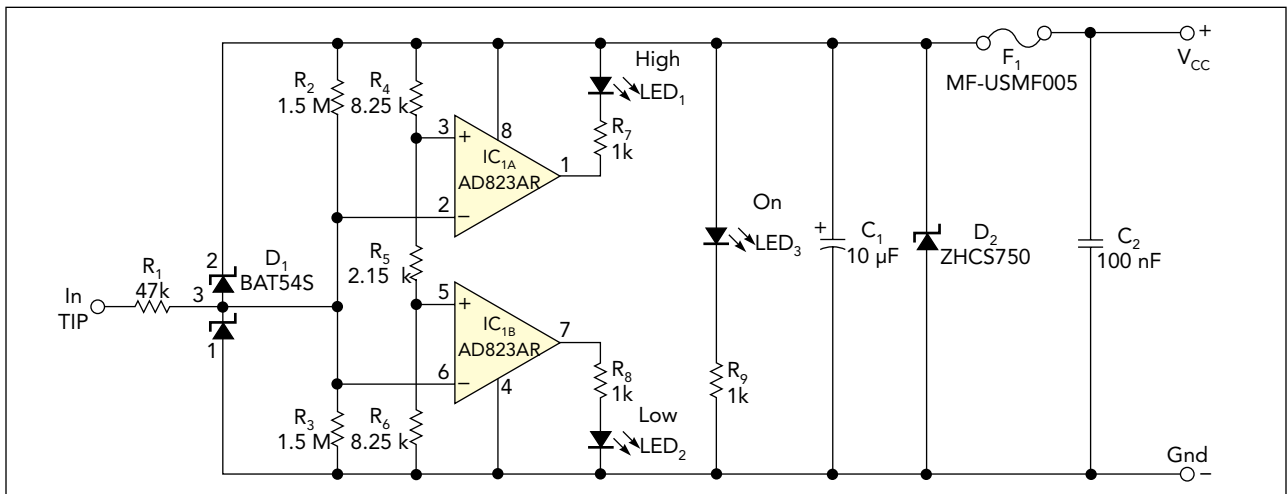 In
TIP
R1
47k
3
2
1
D1
BAT54S
R2
1.5 M
R3
1.5 M
R4
8.25 k
R5
2.15 k
R6
8.25 k
3
+
2
−
8
IC1A
AD823AR
1
5
+
6
−
4
IC1B
AD823AR
7
High
LED1
R7
1k
R8
1k
Low
LED2
On
LED3
R9
1k
+
C1
10 µF
D2
ZHCS750
F1
MF-USMF005
C2
100 nF
+
VCC
Gnd
−